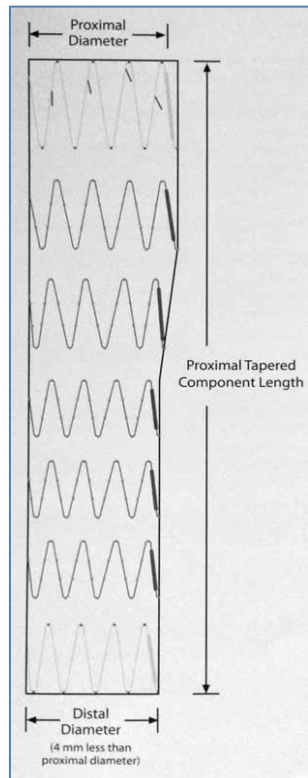 Proximal
Diameter
Proximal Tapered
Component Length
Distal
Diameter
(4 mm less than
proximal diameter)